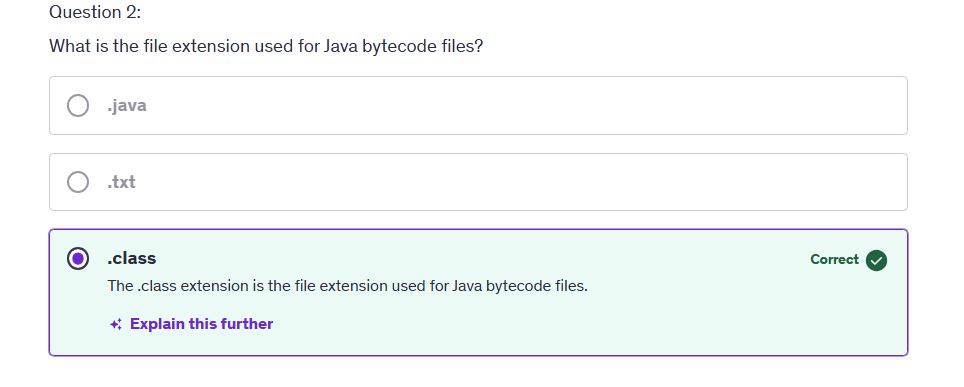 Question 2:
What is the file extension used for Java bytecode files?
.java
.txt
.class
Correct
The .class extension is the file extension used for Java bytecode files.
Explain this further